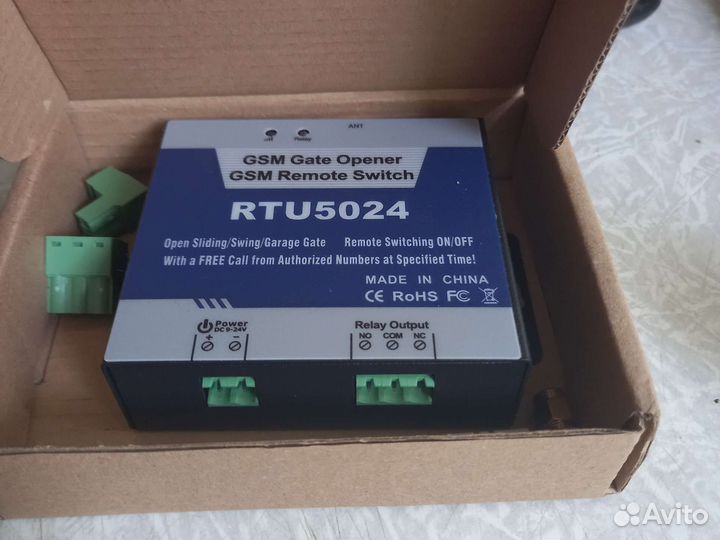 ANT
Relay
GSM Gate Opener
GSM Remote Switch
RTU5024
Open Sliding/Swing/Garage Gate Remote Switching ON/OFF
With a FREE Call from Authorized Numbers at Specified Time!
MADE IN CHINA
CE RoHS FC
Power
DC 9-24V
+ -
Relay Output
NO COM NC
Avito